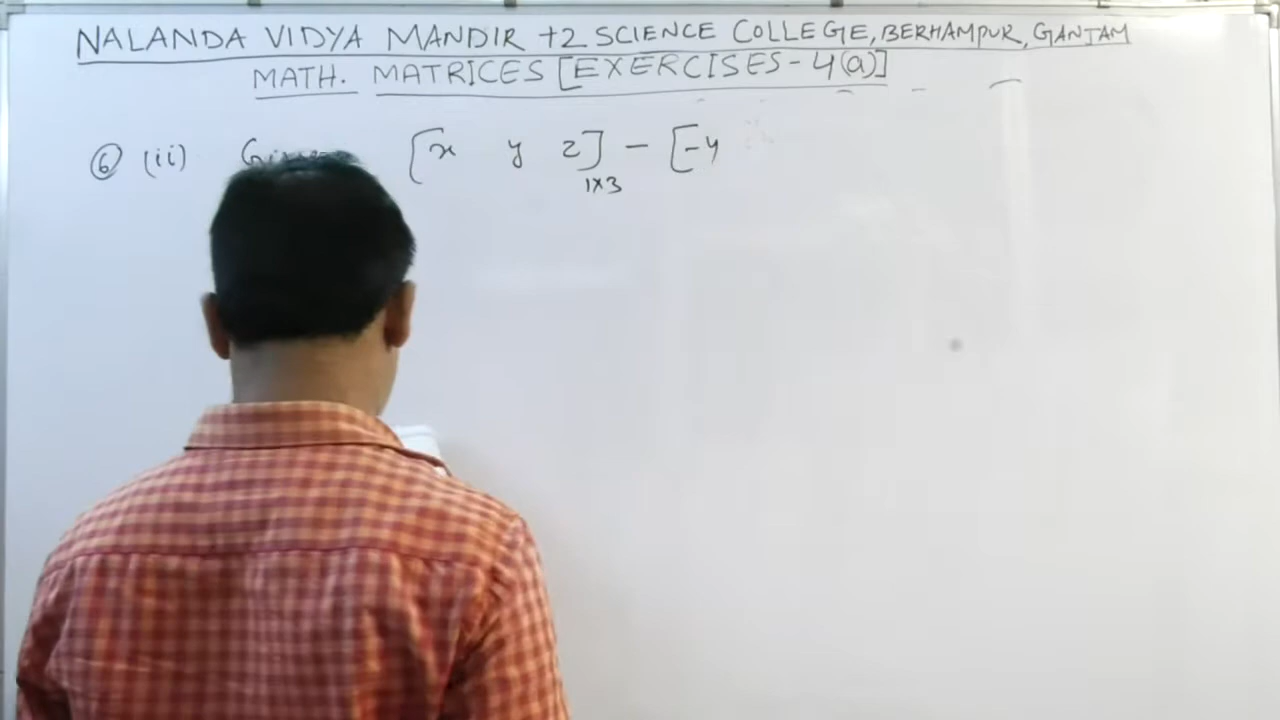 NALANDA VIDYA MANDIR +2 SCIENCE COLLEGE, BERHAMPUR, GANJAM
MATH. MATRICES [EXERCISES - 4(a)]
⑥ (ii) [x y z] - [-4
1×3